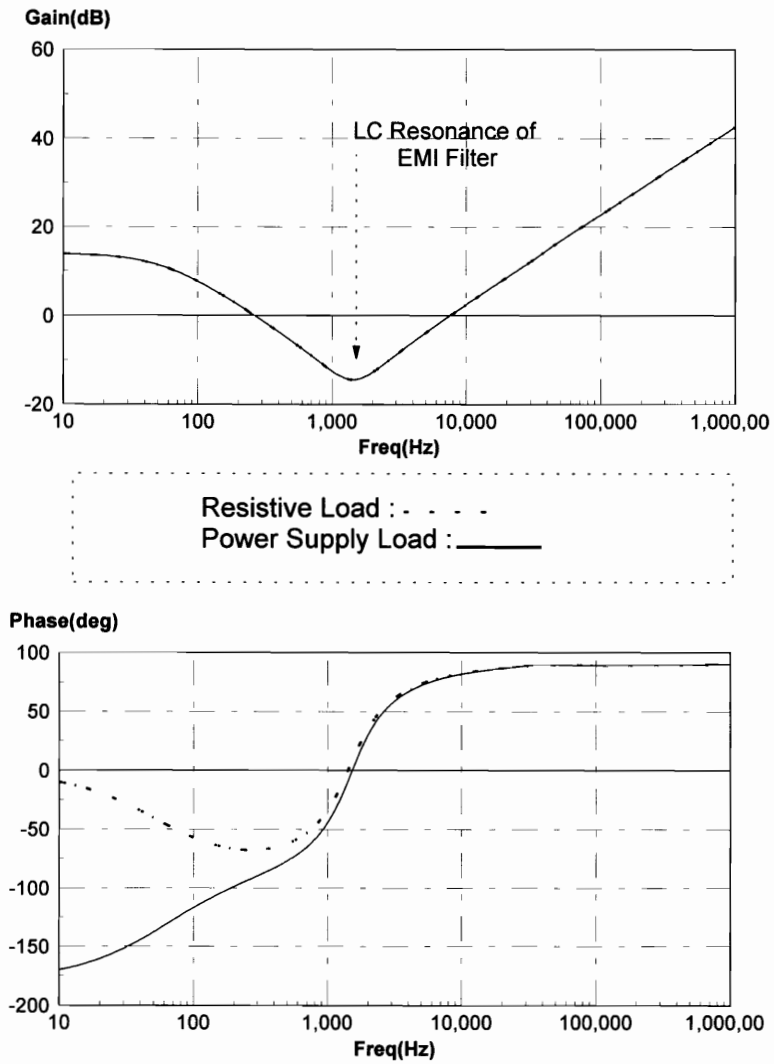 Gain(dB)
60
40
20
0
-20
LC Resonance of
EMI Filter
10 100 1,000 10,000 100,000 1,000,00
Freq(Hz)
Resistive Load : - - - -
Power Supply Load :
Phase(deg)
100
50
0
-50
-100
-150
-200
10 100 1,000 10,000 100,000 1,000,00
Freq(Hz)